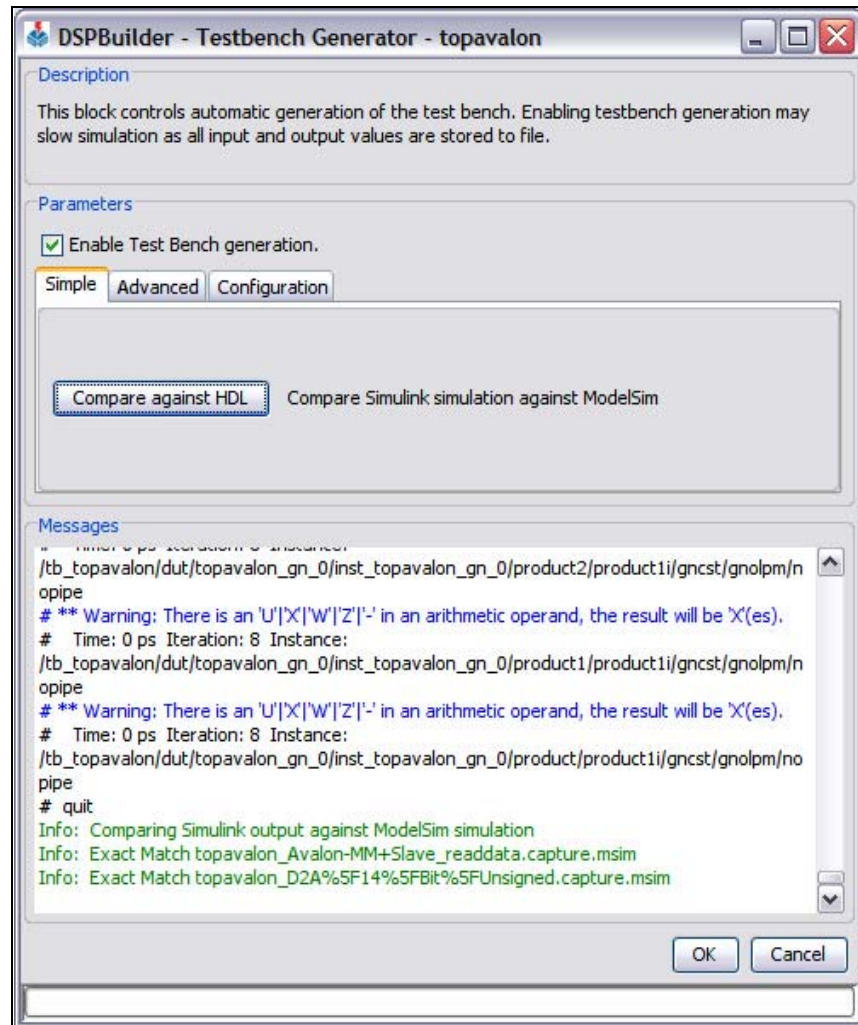 DSPBuilder - Testbench Generator - topavalon
Description
This block controls automatic generation of the test bench. Enabling testbench generation may
slow simulation as all input and output values are stored to file.
Parameters
Enable Test Bench generation.
Simple Advanced Configuration
Compare against HDL Compare Simulink simulation against ModelSim
Messages
# Time: 0 ps Iteration: 8 Instance:
/tb_topavalon/dut/topavalon_gn_0/inst_topavalon_gn_0/product2/product1i/gncst/gnolpm/n
opipe
# ** Warning: There is an 'U'|'X'|'W'|'Z'|'-' in an arithmetic operand, the result will be 'X'(es).
# Time: 0 ps Iteration: 8 Instance:
/tb_topavalon/dut/topavalon_gn_0/inst_topavalon_gn_0/product1/product1i/gncst/gnolpm/n
opipe
# ** Warning: There is an 'U'|'X'|'W'|'Z'|'-' in an arithmetic operand, the result will be 'X'(es).
# Time: 0 ps Iteration: 8 Instance:
/tb_topavalon/dut/topavalon_gn_0/inst_topavalon_gn_0/product/product1i/gncst/gnolpm/no
pipe
# quit
Info: Comparing Simulink output against ModelSim simulation
Info: Exact Match topavalon_Avalon-MM+Slave_readdata.capture.msim
Info: Exact Match topavalon_D2A%5F14%5FBit%5FUnsigned.capture.msim
OK Cancel